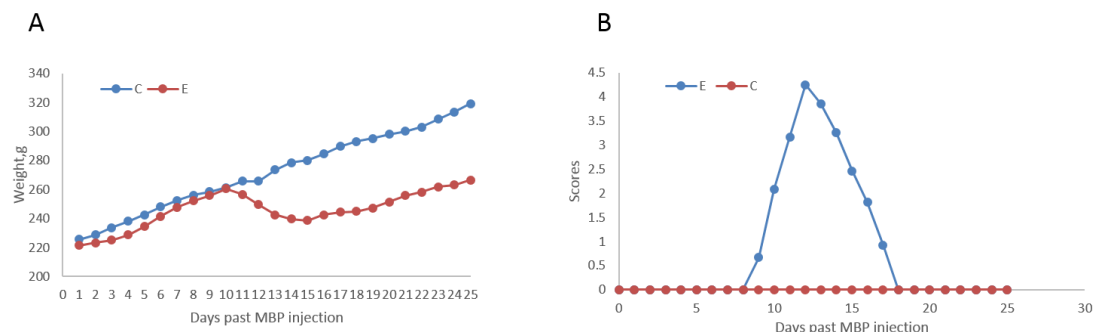 A
B
340
320
300
280
260
240
220
200
Weight,g
C E
0 1 2 3 4 5 6 7 8 9 10 11 12 13 14 15 16 17 18 19 20 21 22 23 24 25
Days past MBP injection
4.5
4
3.5
3
2.5
2
1.5
1
0.5
0
Scores
E C
0 5 10 15 20 25 30
Days past MBP injection